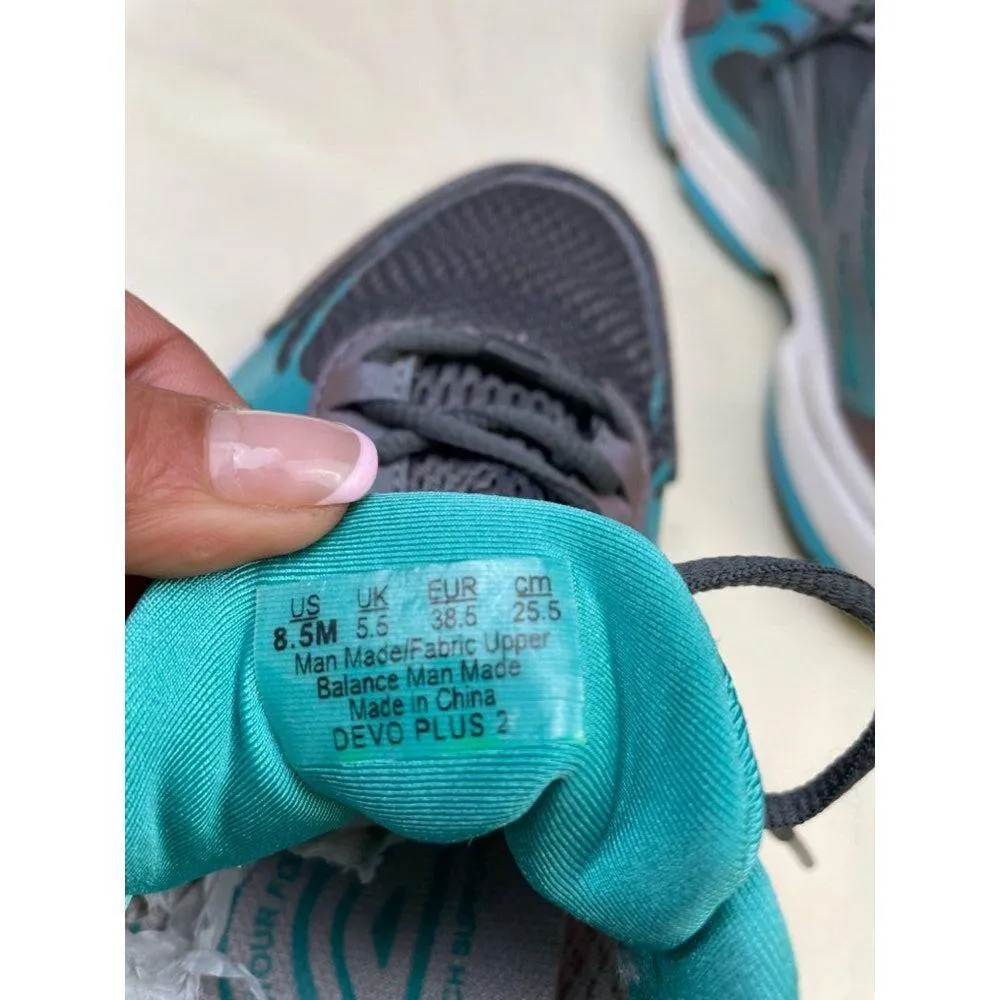 US UK EUR cm
8.5M 5.5 38.5 25.5
Man Made/Fabric Upper
Balance Man Made
Made in China
DEVO PLUS 2
OUR